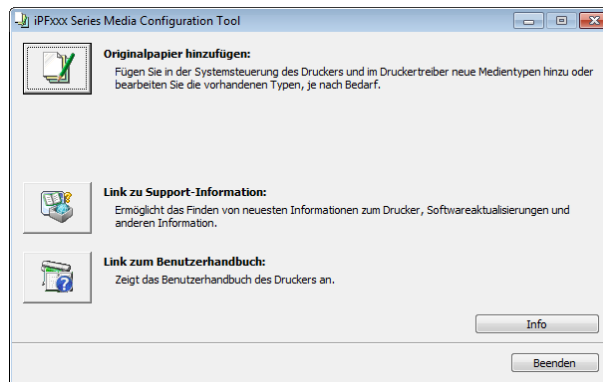 iPFxxx Series Media Configuration Tool
Originalpapier hinzufügen:
Fügen Sie in der Systemsteuerung des Druckers und im Druckertreiber neue Medientypen hinzu oder
bearbeiten Sie die vorhandenen Typen, je nach Bedarf.
Link zu Support-Information:
Ermöglicht das Finden von neuesten Informationen zum Drucker, Softwareaktualisierungen und
anderen Information.
Link zum Benutzerhandbuch:
Zeigt das Benutzerhandbuch des Druckers an.
Info
Beenden